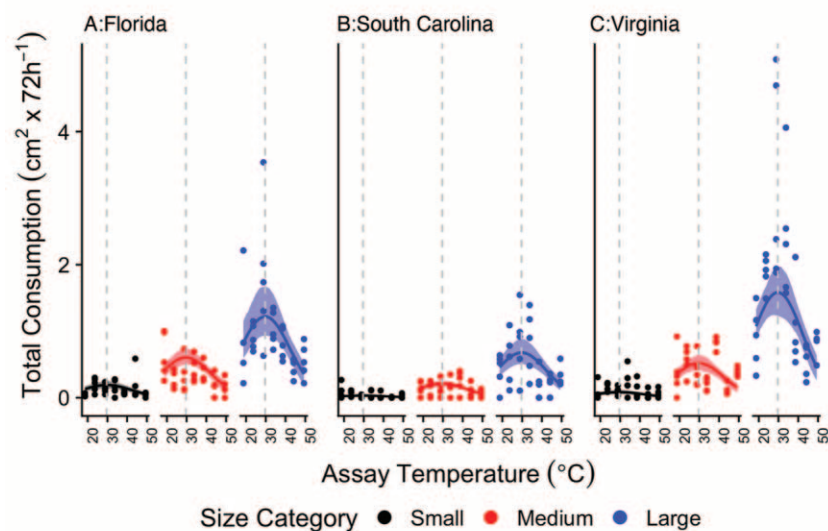 A:Florida B:South Carolina C:Virginia
Total Consumption (cm² x 72h⁻¹)
4
2
0
20 30 40 50 20 30 40 50 20 30 40 50 20 30 40 50 20 30 40 50 20 30 40 50 20 30 40 50 20 30 40 50 20 30 40 50
Assay Temperature (°C)
Size Category Small Medium Large